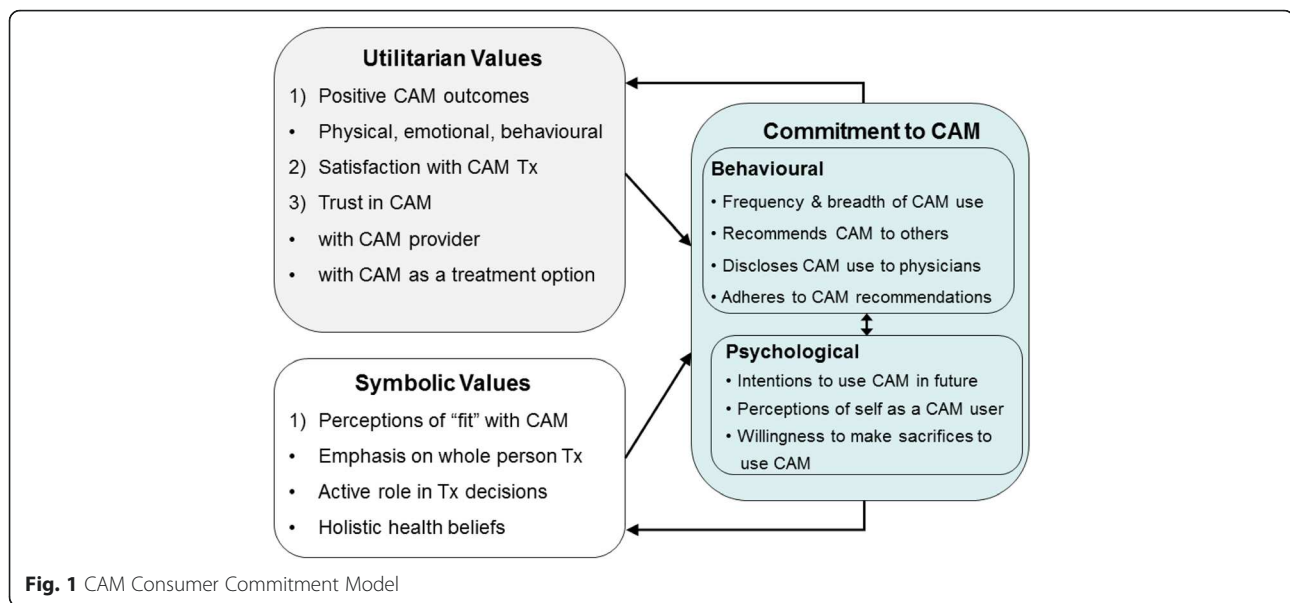 Utilitarian Values
1) Positive CAM outcomes
• Physical, emotional, behavioural
2) Satisfaction with CAM Tx
3) Trust in CAM
• with CAM provider
• with CAM as a treatment option
Symbolic Values
1) Perceptions of “fit” with CAM
• Emphasis on whole person Tx
• Active role in Tx decisions
• Holistic health beliefs
Commitment to CAM
Behavioural
• Frequency & breadth of CAM use
• Recommends CAM to others
• Discloses CAM use to physicians
• Adheres to CAM recommendations
Psychological
• Intentions to use CAM in future
• Perceptions of self as a CAM user
• Willingness to make sacrifices to
use CAM
Fig. 1 CAM Consumer Commitment Model